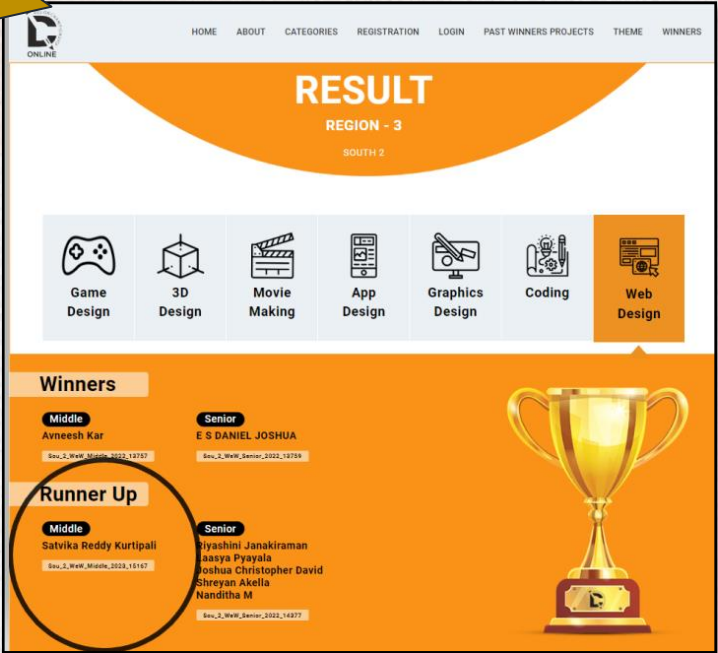 ONLINE
HOME ABOUT CATEGORIES REGISTRATION LOGIN PAST WINNERS PROJECTS THEME WINNERS
RESULT
REGION - 3
SOUTH 2
Game Design
3D Design
Movie Making
App Design
Graphics Design
Coding
Web Design
Winners
Middle
Avneesh Kar
Sou_2_WeW_Middle_2022_13757
Senior
E S DANIEL JOSHUA
Sou_2_WeW_Senior_2022_13759
Runner Up
Middle
Satvika Reddy Kurtipali
Sou_2_WeW_Middle_2023_15167
Senior
Riyashini Janakiraman
Laasya Pyayala
Joshua Christopher David
Shreyan Akella
Nanditha M
Sou_2_WeW_Senior_2022_14377